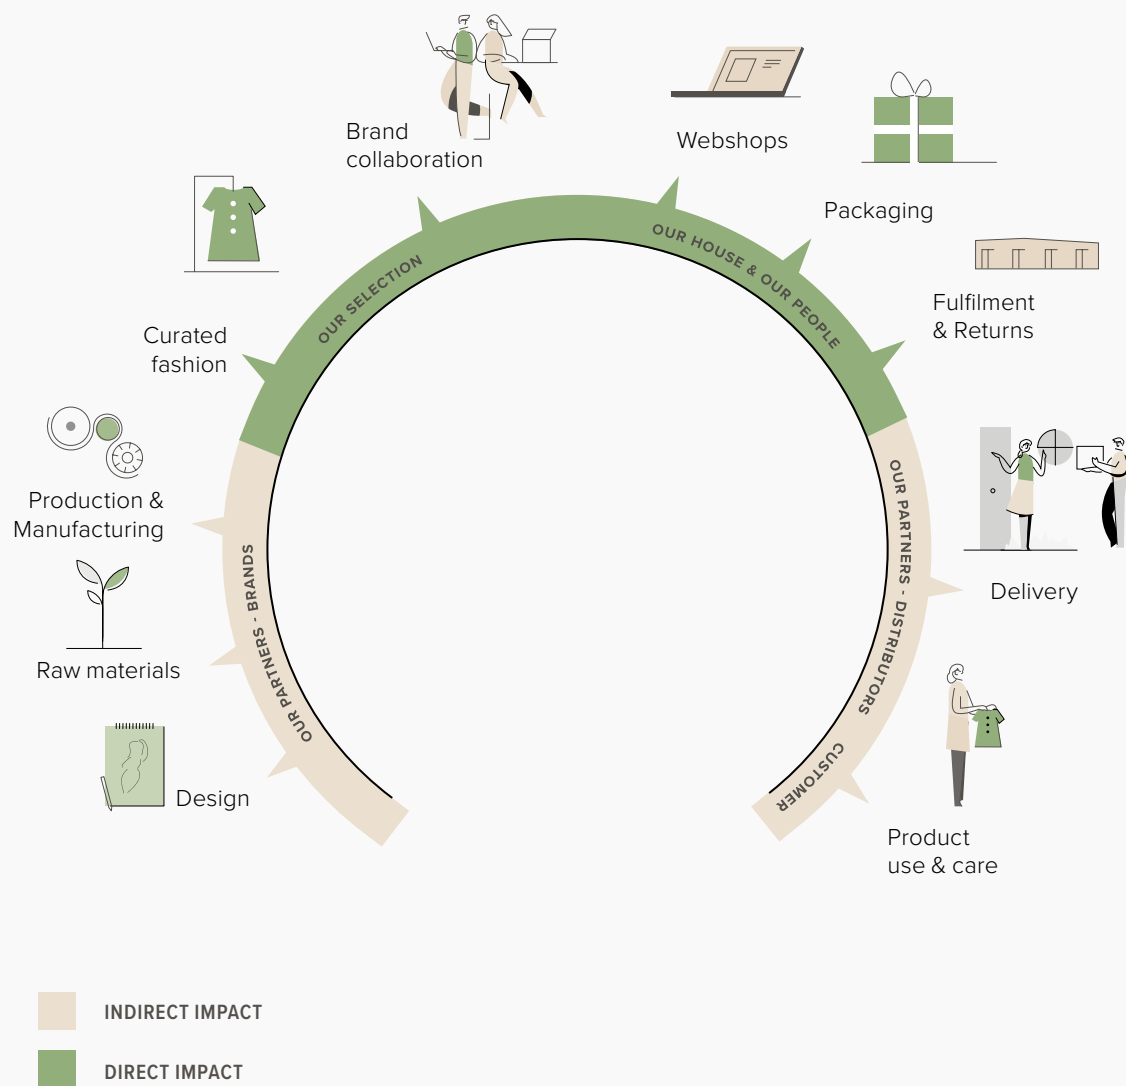 Brand
collaboration
Webshops
Packaging
Fulfilment
& Returns
Curated
fashion
OUR SELECTION
OUR HOUSE & OUR PEOPLE
Production &
Manufacturing
OUR PARTNERS - BRANDS
OUR PARTNERS - DISTRIBUTORS
Delivery
Raw materials
Design
CUSTOMER
Product
use & care
INDIRECT IMPACT
DIRECT IMPACT